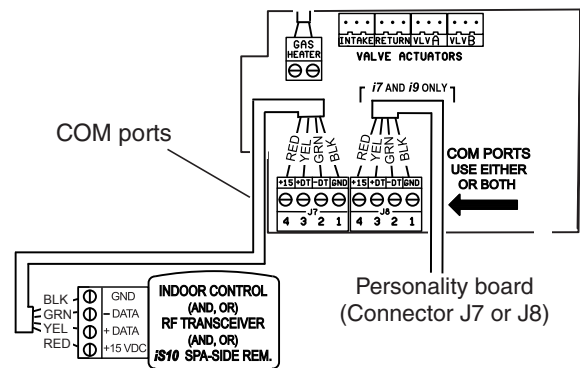 GAS
HEATER
INTAKE RETURN VLVA VLVB
VALVE ACTUATORS
i7 AND i9 ONLY
COM ports
RED YEL GRN BLK
RED YEL GRN BLK
COM PORTS
USE EITHER
OR BOTH
+15 +DT -DT GND +15 +DT -DT GND
J7 J8
4 3 2 1 4 3 2 1
Personality board
(Connector J7 or J8)
BLK GND
GRN - DATA
YEL + DATA
RED +15 VDC
INDOOR CONTROL
(AND, OR)
RF TRANSCEIVER
(AND, OR)
iS10 SPA-SIDE REM.